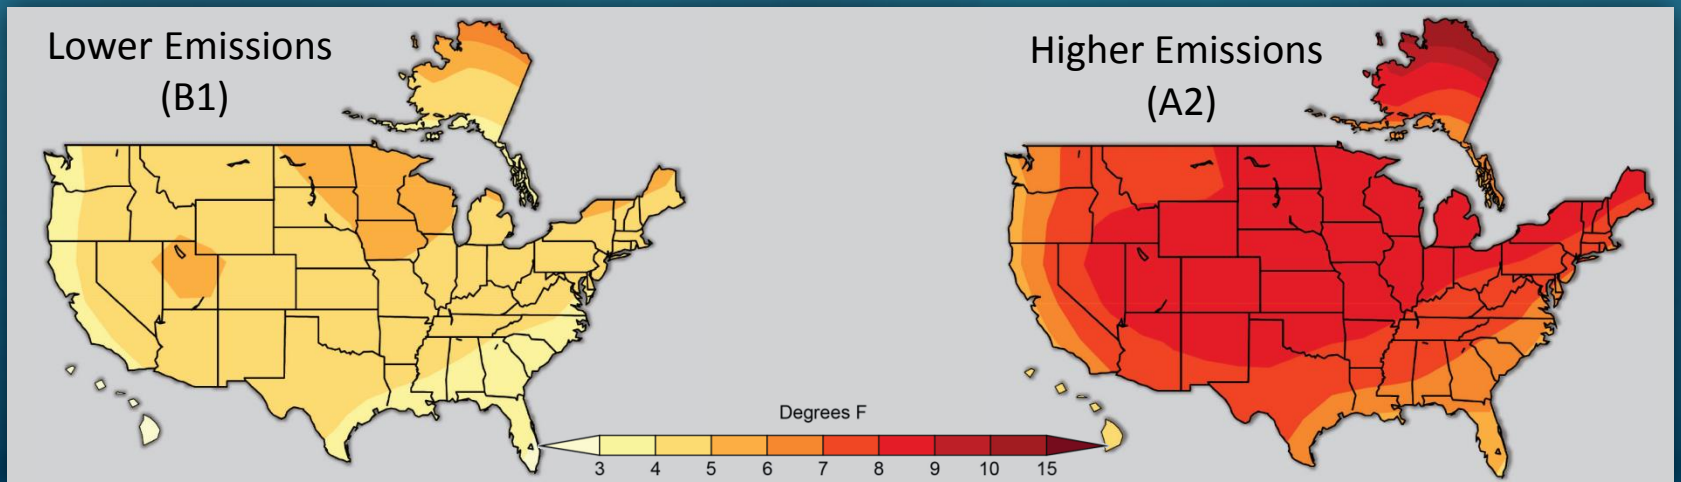 Lower Emissions
(B1)
Higher Emissions
(A2)
Degrees F
3 4 5 6 7 8 9 10 15